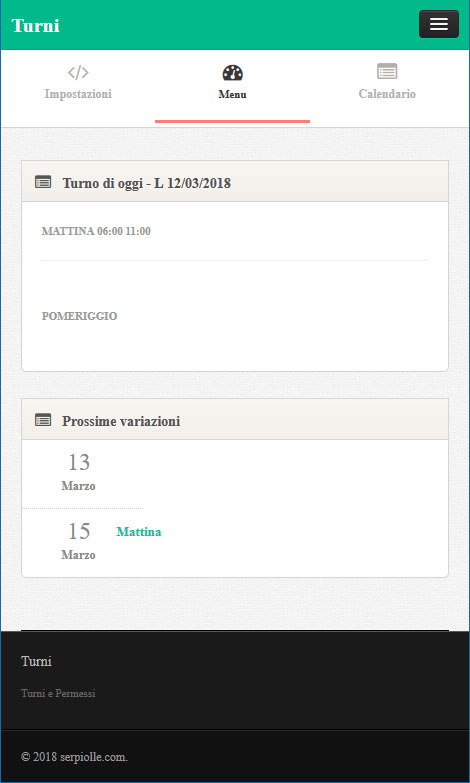 Turni
Impostazioni
Menu
Calendario
Turno di oggi - L 12/03/2018
MATTINA 06:00 11:00
POMERIGGIO
Prossime variazioni
13
Marzo
15
Mattina
Marzo
Turni
Turni e Permessi
© 2018 serpiolle.com.